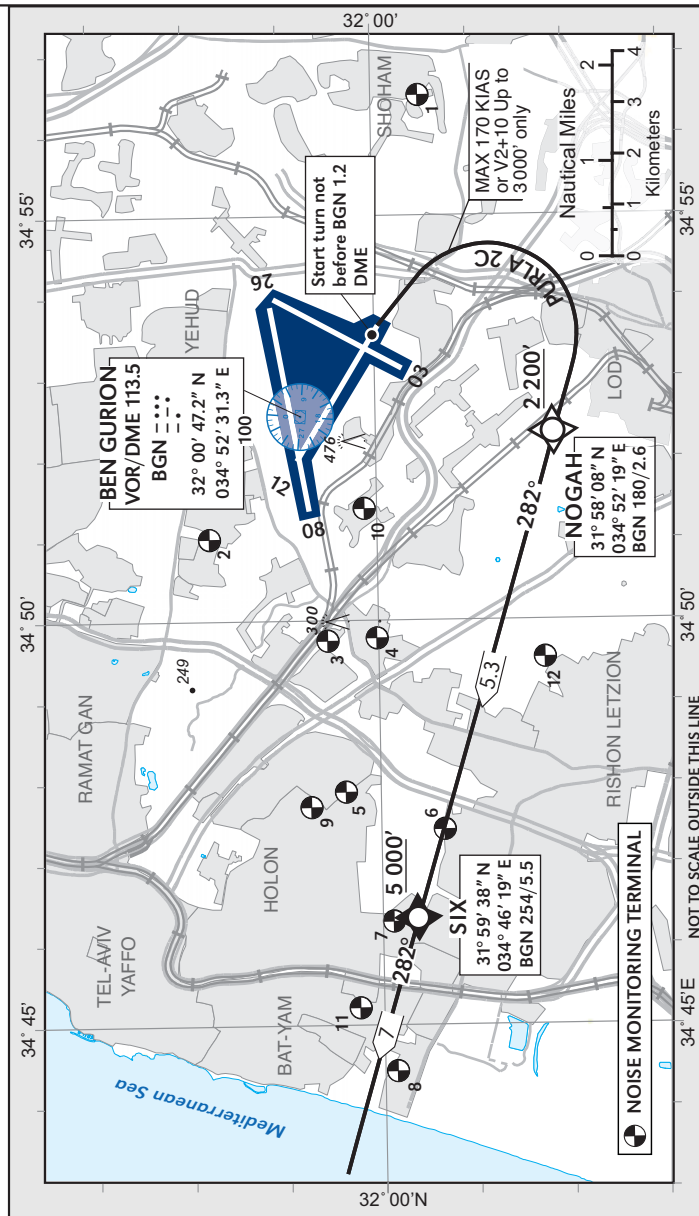 32° 00'
34° 55'
34° 50'
34° 45'E
32° 00'N
34° 50'
34° 55'
SHOHAM
1
MAX 170 KIAS
or V2+10 Up to
3 000' only
Nautical Miles
0 1 2
0 1 2 3 4
Kilometers
Start turn not
before BGN 1.2
DME
PURLA 2C
26
YEHUD
03
BEN GURION
VOR/DME 113.5
BGN
32° 00' 47.2" N
034° 52' 31.3" E
100
476
12
08
10
2
LOD
2 200'
NOGAH
31° 58' 08" N
034° 52' 19" E
BGN 180/2.6
282°
300
3
4
249
5.3
12
RAMAT GAN
RISHON LETZION
9
5
6
HOLON
5 000'
7
SIX
31° 59' 38" N
034° 46' 19" E
BGN 254/5.5
282°
TEL-AVIV
YAFFO
11
BAT-YAM
7
8
Mediterranean Sea
NOISE MONITORING TERMINAL
NOT TO SCALE OUTSIDE THIS LINE